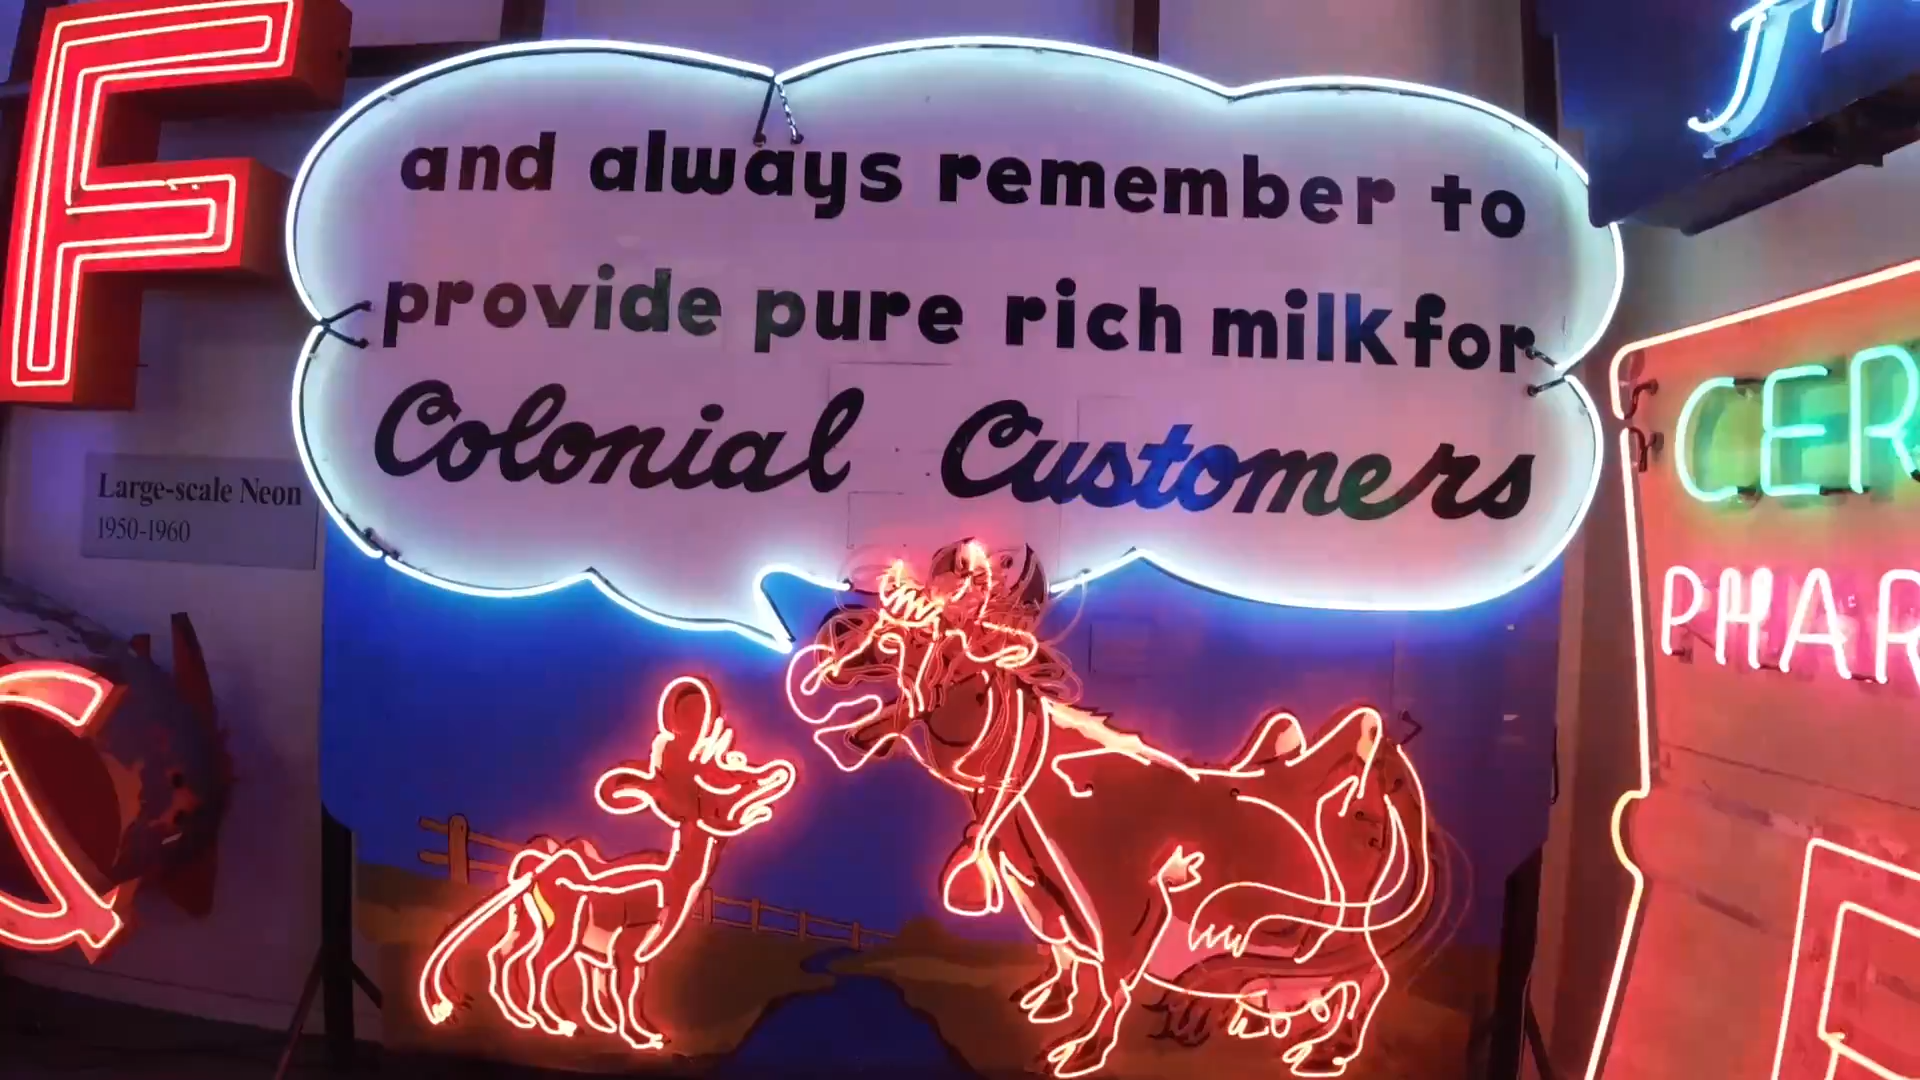 F
and always remember to
provide pure rich milk for
Colonial Customers
Large-scale Neon
1950-1960
CER
PHAR